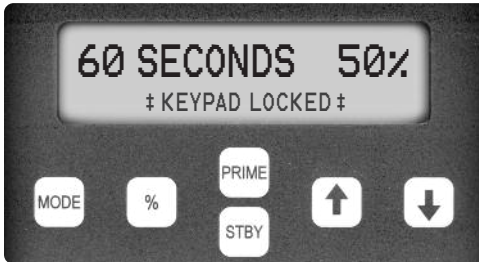 60 SECONDS 50%
‡ KEYPAD LOCKED ‡
PRIME
MODE %
STBY